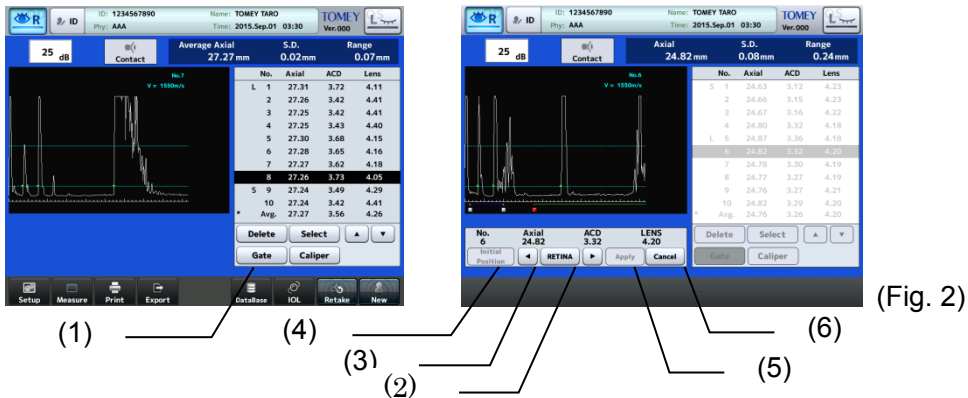 R
ID
ID: 1234567890
Name: TOMEY TARO
Phy: AAA
Time: 2015.Sep.01 03:30
TOMEY
Ver.000
L
25 dB
Contact
Average Axial S.D. Range
27.27 mm 0.02 mm 0.07 mm
No.7
V = 1550m/s
No. Axial ACD Lens
L 1 27.31 3.72 4.11
2 27.26 3.42 4.41
3 27.25 3.42 4.41
4 27.25 3.43 4.40
5 27.30 3.68 4.15
6 27.28 3.65 4.16
7 27.27 3.62 4.18
8 27.26 3.73 4.05
S 9 27.24 3.49 4.29
10 27.24 3.42 4.41
* Avg. 27.27 3.56 4.26
Delete Select ▲ ▼
Gate Caliper
Setup Measure Print Export DataBase IOL Retake New
R
ID
ID: 1234567890
Name: TOMEY TARO
Phy: AAA
Time: 2015.Sep.01 03:30
TOMEY
Ver.000
L
25 dB
Contact
Axial S.D. Range
24.82 mm 0.08 mm 0.24 mm
No.6
V = 1550m/s
No. Axial ACD Lens
S 1 24.63 3.12 4.23
2 24.66 3.15 4.23
3 24.67 3.16 4.22
4 24.80 3.32 4.18
L 5 24.87 3.36 4.18
6 24.82 3.32 4.20
7 24.78 3.30 4.19
8 24.77 3.27 4.19
9 24.76 3.27 4.21
10 24.82 3.29 4.20
* Avg. 24.76 3.26 4.20
No. Axial ACD LENS
6 24.82 3.32 4.20
Initial Position ◄ RETINA ► Apply Cancel
Delete Select ▲ ▼
Gate Caliper
(Fig. 2)
(1)
(4)
(6)
(3)
(5)
(2)